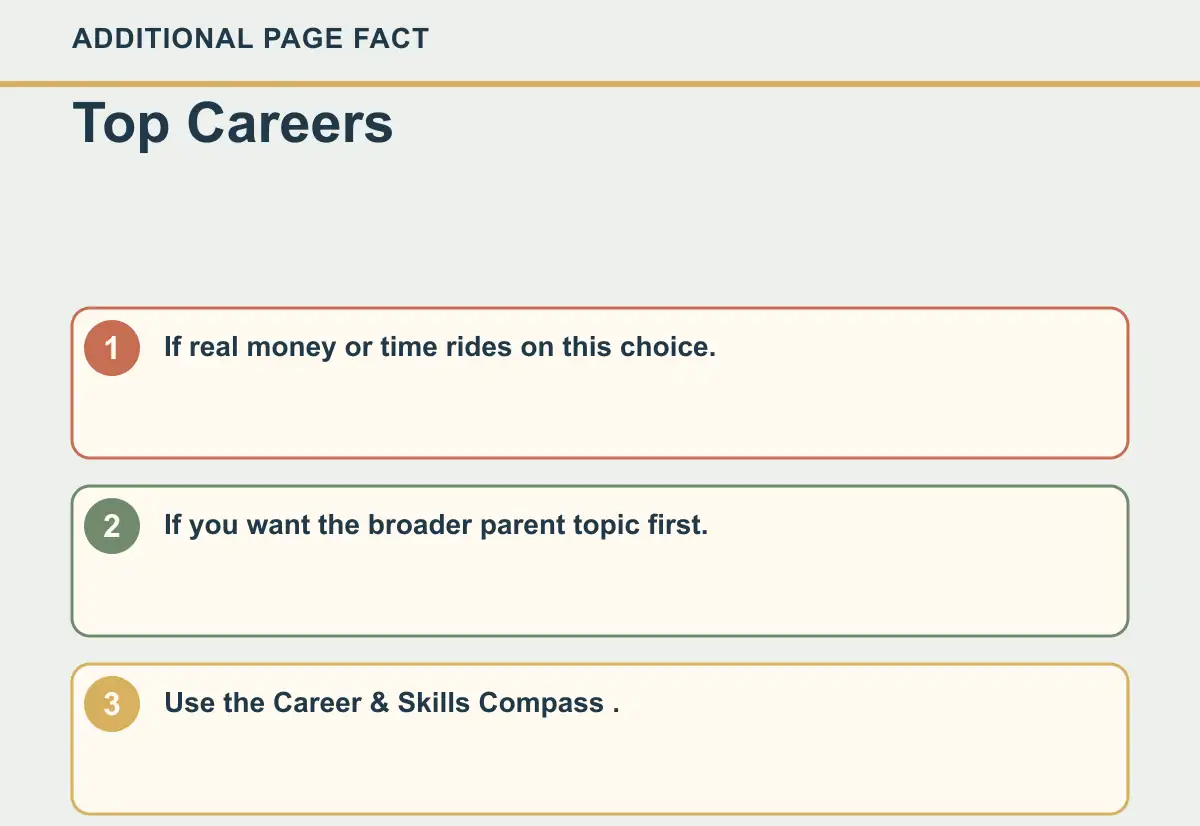 ADDITIONAL PAGE FACT
Top Careers
1 If real money or time rides on this choice.
2 If you want the broader parent topic first.
3 Use the Career & Skills Compass .